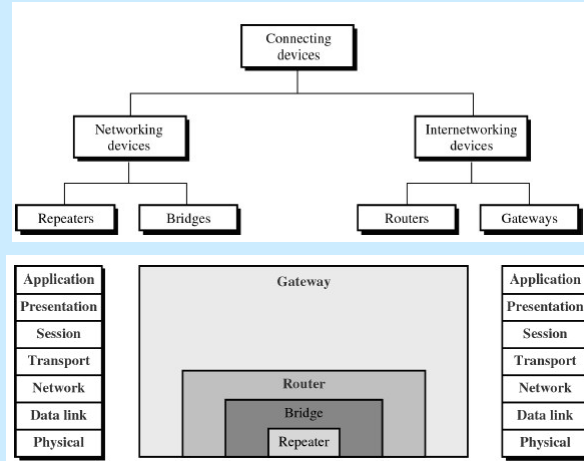 Connecting
devices
Networking
devices
Internetworking
devices
Repeaters
Bridges
Routers
Gateways
Application
Presentation
Session
Transport
Network
Data link
Physical
Gateway
Router
Bridge
Repeater
Application
Presentation
Session
Transport
Network
Data link
Physical